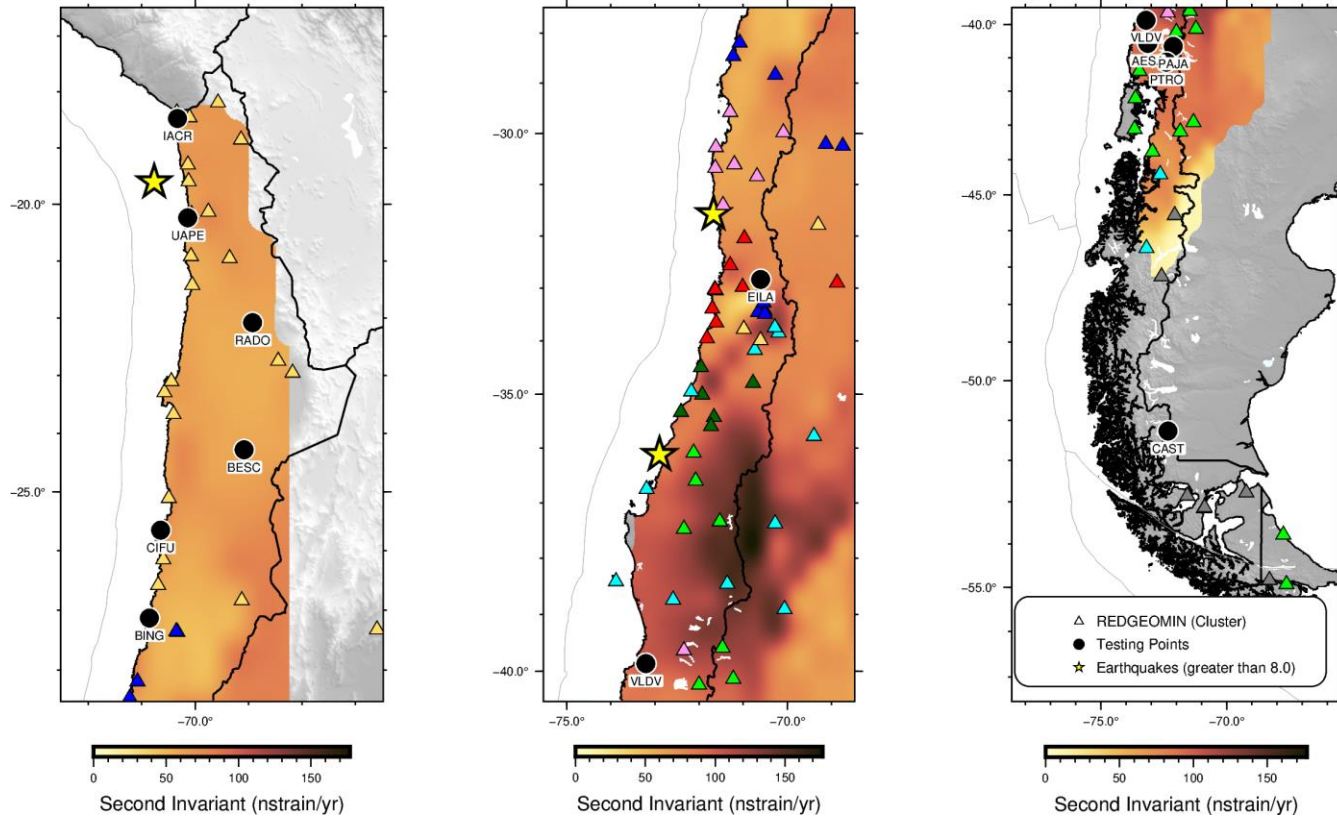 IACR
UAPE
RADO
BESC
CIFU
BING
−20.0°
−25.0°
−70.0°
0 50 100 150
Second Invariant (nstrain/yr)
EILA
VLDV
−30.0°
−35.0°
−40.0°
−75.0° −70.0°
0 50 100 150
Second Invariant (nstrain/yr)
−40.0°
VLDV
AES
PAJA
PTRO
−45.0°
−50.0°
CAST
−55.0°
REDGEOMIN (Cluster)
Testing Points
Earthquakes (greater than 8.0)
−75.0° −70.0°
0 50 100 150
Second Invariant (nstrain/yr)